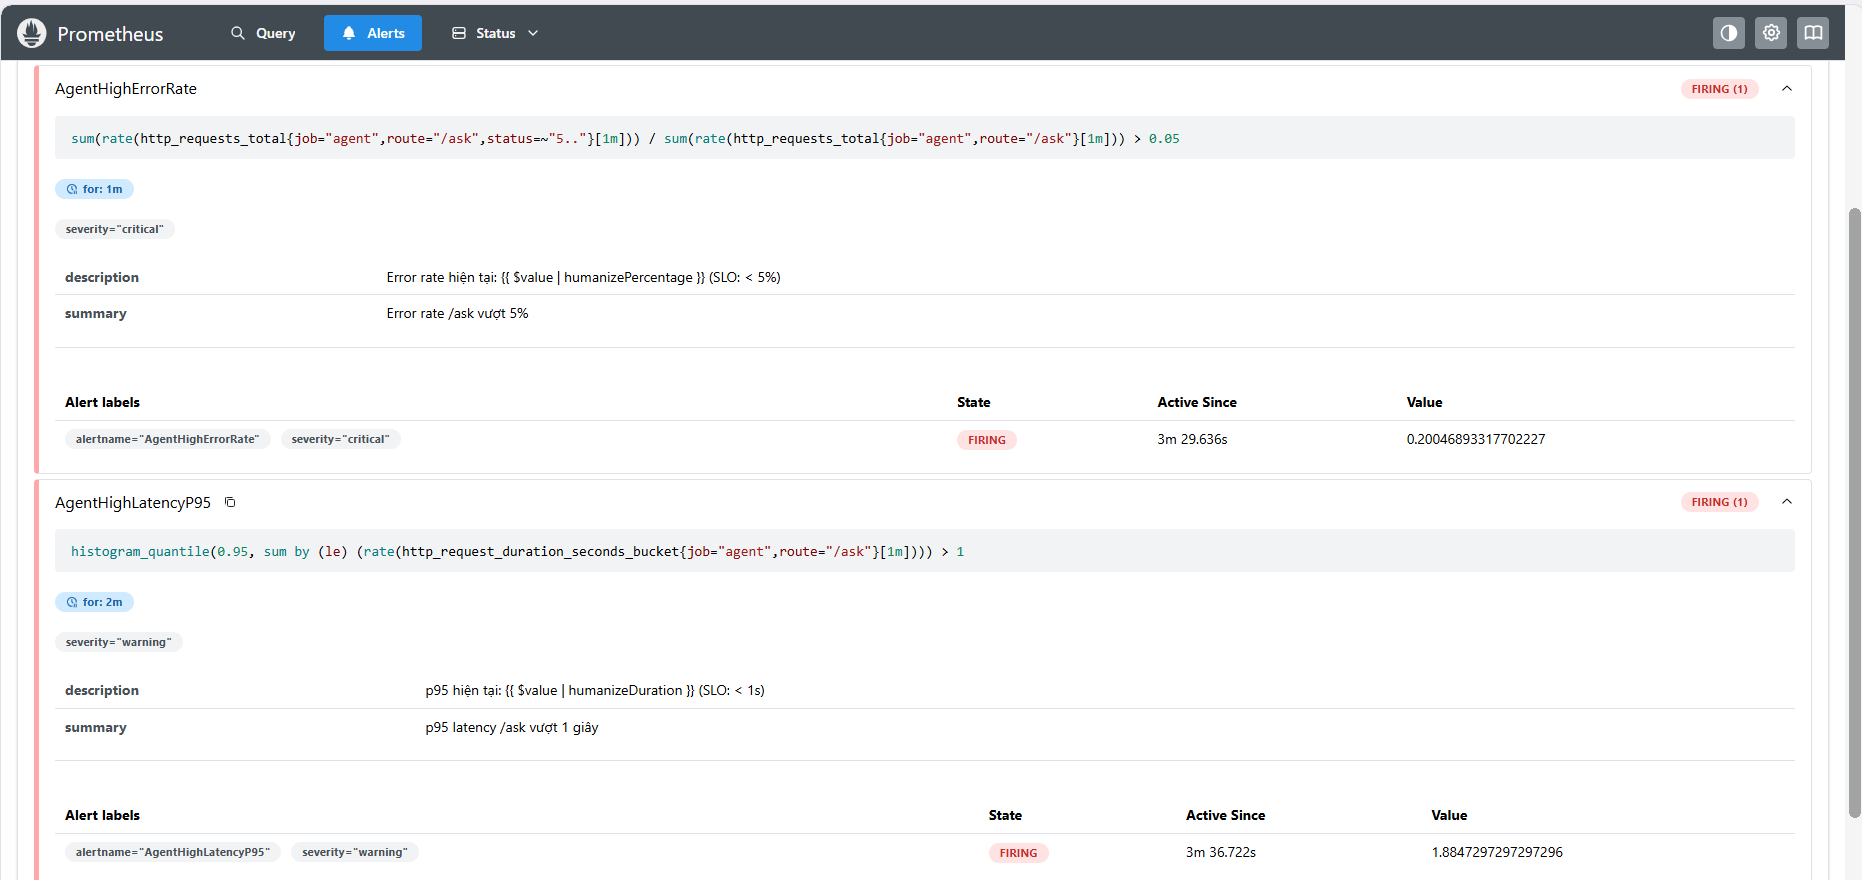 Prometheus Query Alerts Status
AgentHighErrorRate FIRING (1)
sum(rate(http_requests_total{job="agent",route="/ask",status=~"5.."}[1m])) / sum(rate(http_requests_total{job="agent",route="/ask"}[1m])) > 0.05
for: 1m
severity="critical"
description Error rate hiện tại: {{ $value | humanizePercentage }} (SLO: < 5%)
summary Error rate /ask vượt 5%
Alert labels State Active Since Value
alertname="AgentHighErrorRate" severity="critical" FIRING 3m 29.636s 0.20046893317702227
AgentHighLatencyP95 FIRING (1)
histogram_quantile(0.95, sum by (le) (rate(http_request_duration_seconds_bucket{job="agent",route="/ask"}[1m]))) > 1
for: 2m
severity="warning"
description p95 hiện tại: {{ $value | humanizeDuration }} (SLO: < 1s)
summary p95 latency /ask vượt 1 giây
Alert labels State Active Since Value
alertname="AgentHighLatencyP95" severity="warning" FIRING 3m 36.722s 1.8847297297297296